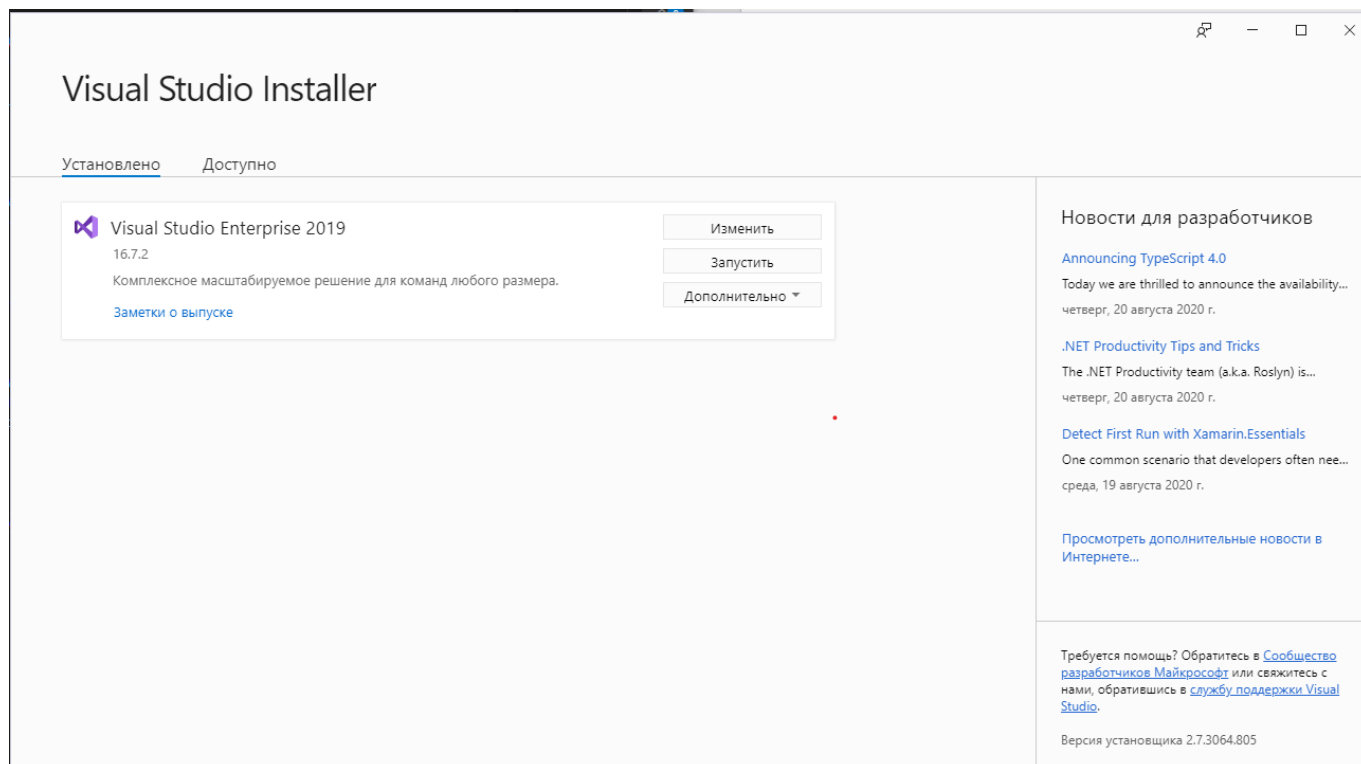 Visual Studio Installer
Установлено
Доступно
Visual Studio Enterprise 2019
16.7.2
Комплексное масштабируемое решение для команд любого размера.
Заметки о выпуске
Изменить
Запустить
Дополнительно
Новости для разработчиков
Announcing TypeScript 4.0
Today we are thrilled to announce the availability...
четверг, 20 августа 2020 г.
.NET Productivity Tips and Tricks
The .NET Productivity team (a.k.a. Roslyn) is...
четверг, 20 августа 2020 г.
Detect First Run with Xamarin.Essentials
One common scenario that developers often nee...
среда, 19 августа 2020 г.
Просмотреть дополнительные новости в
Интернете...
Требуется помощь? Обратитесь в Сообщество
разработчиков Майкрософт или свяжитесь с
нами, обратившись в службу поддержки Visual
Studio.
Версия установщика 2.7.3064.805